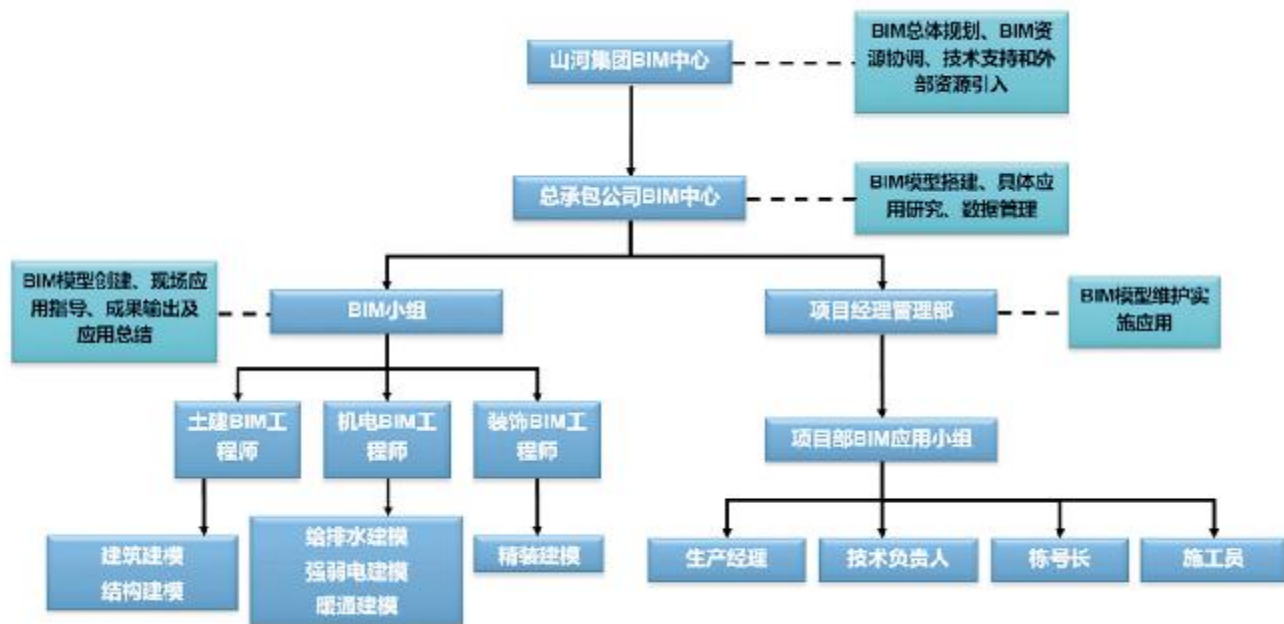 山河集团BIM中心
BIM总体规划、BIM资
源协调、技术支持和外
部资源引入
总承包公司BIM中心
BIM模型搭建、具体应
用研究、数据管理
BIM模型创建、现场应
用指导、成果输出及
应用总结
BIM小组
项目经理管理部
BIM模型维护实
施应用
土建BIM工
程师
机电BIM工
程师
装饰BIM工
程师
项目部BIM应用小组
建筑建模
结构建模
给排水建模
强弱电建模
暖通建模
精装建模
生产经理
技术负责人
栋号长
施工员